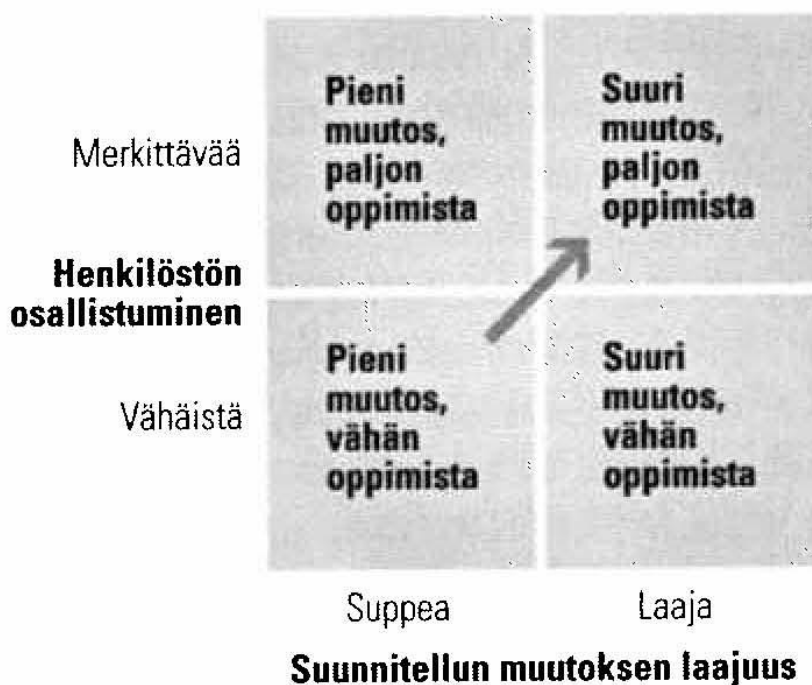 Merkittävää
Pieni
muutos,
paljon
oppimista
Suuri
muutos,
paljon
oppimista
Henkilöstön
osallistuminen
Vähäistä
Pieni
muutos,
vähän
oppimista
Suuri
muutos,
vähän
oppimista
Suppea
Laaja
Suunnitellun muutoksen laajuus